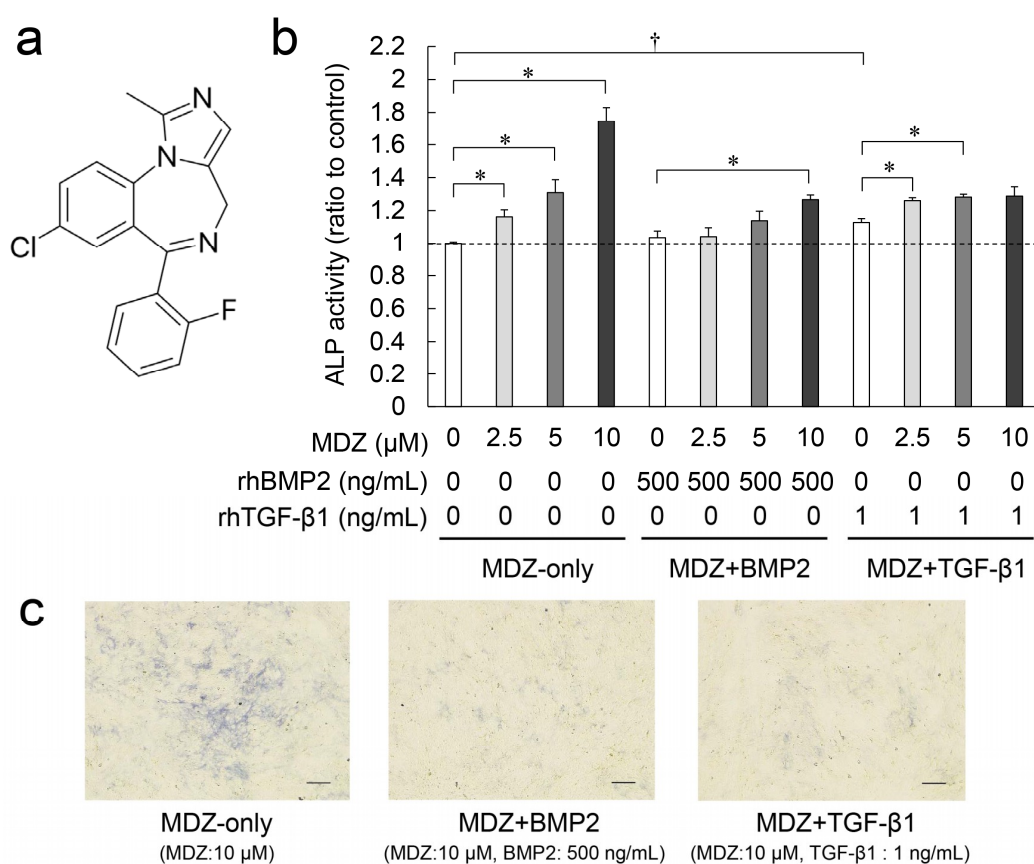 a
N
N
N
Cl
F
b
ALP activity (ratio to control)
2.2
2
1.8
1.6
1.4
1.2
1
0.8
0.6
0.4
0.2
0
†
*
*
*
*
*
*
MDZ (µM) 0 2.5 5 10 0 2.5 5 10 0 2.5 5 10
rhBMP2 (ng/mL) 0 0 0 0 500 500 500 500 0 0 0 0
rhTGF-β1 (ng/mL) 0 0 0 0 0 0 0 0 1 1 1 1
MDZ-only MDZ+BMP2 MDZ+TGF-β1
c
MDZ-only MDZ+BMP2 MDZ+TGF-β1
(MDZ:10 µM) (MDZ:10 µM, BMP2: 500 ng/mL) (MDZ:10 µM, TGF-β1 : 1 ng/mL)